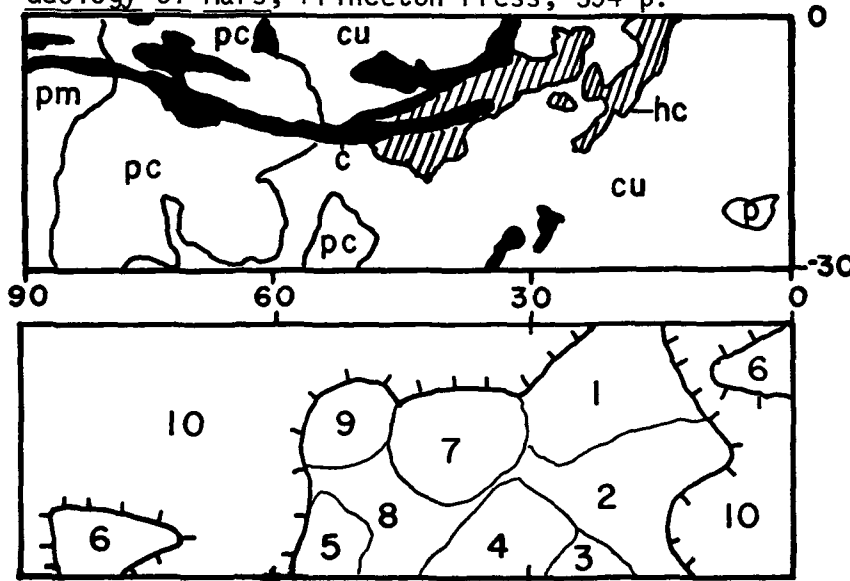 Geology of Mars, Princeton Press, 394 p.
pc cu 0
pm
hc
c
pc
cu
p
pc
-30
90 60 30 0
6
1
10 9
7
2
8 10
6 5 4 3